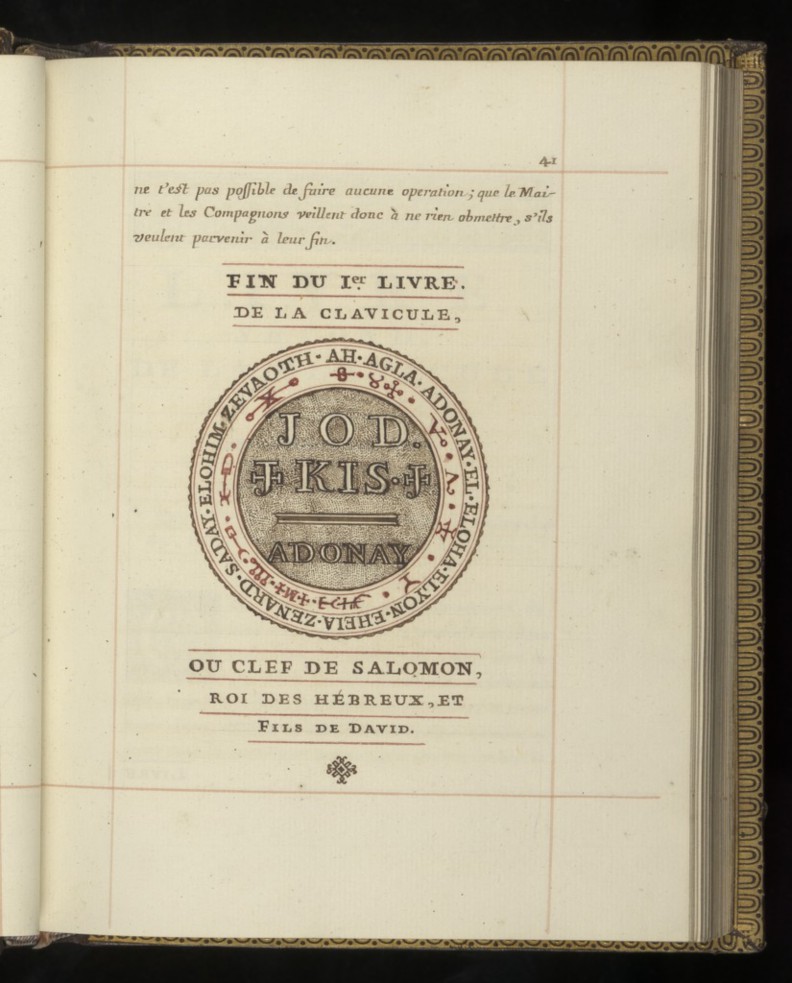 41
ne t'est pas possible de faire aucune operation; que le Mai-
tre et les Compagnons veillent donc à ne rien obmettre, s'ils
veulent parvenir à leur fin.
FIN DU I.er LIVRE.
DE LA CLAVICULE,
AH·AGLA·ADONAY·EL·ELOHA·ELYON·EHEIA·ZENARD·SADAY·ELOHIM·ZEVAOTH·
JOD.
KIS·
ADONAY
OU CLEF DE SALOMON,
ROI DES HÉBREUX, ET
FILS DE DAVID.